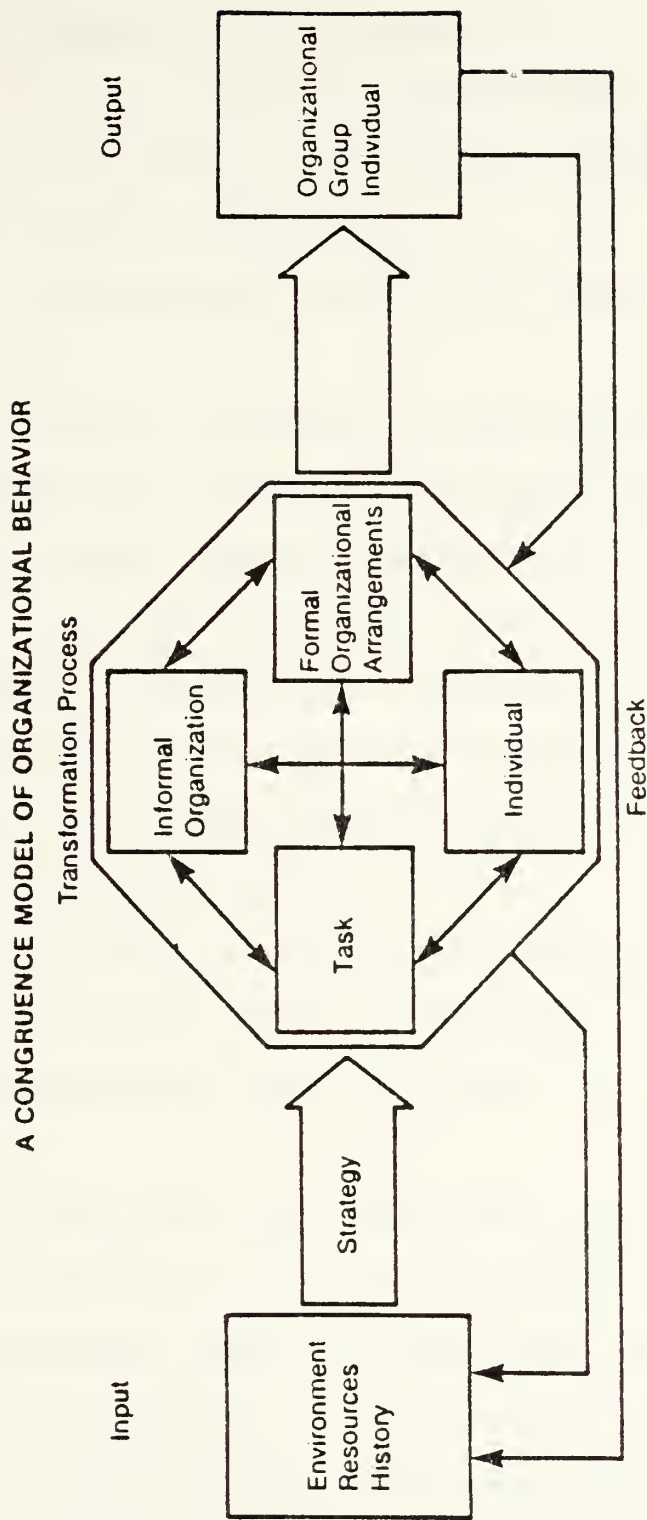 A CONGRUENCE MODEL OF ORGANIZATIONAL BEHAVIOR
Input
Transformation Process
Output
Environment
Resources
History
Strategy
Task
Informal
Organization
Formal
Organizational
Arrangements
Individual
Organizational
Group
Individual
Feedback